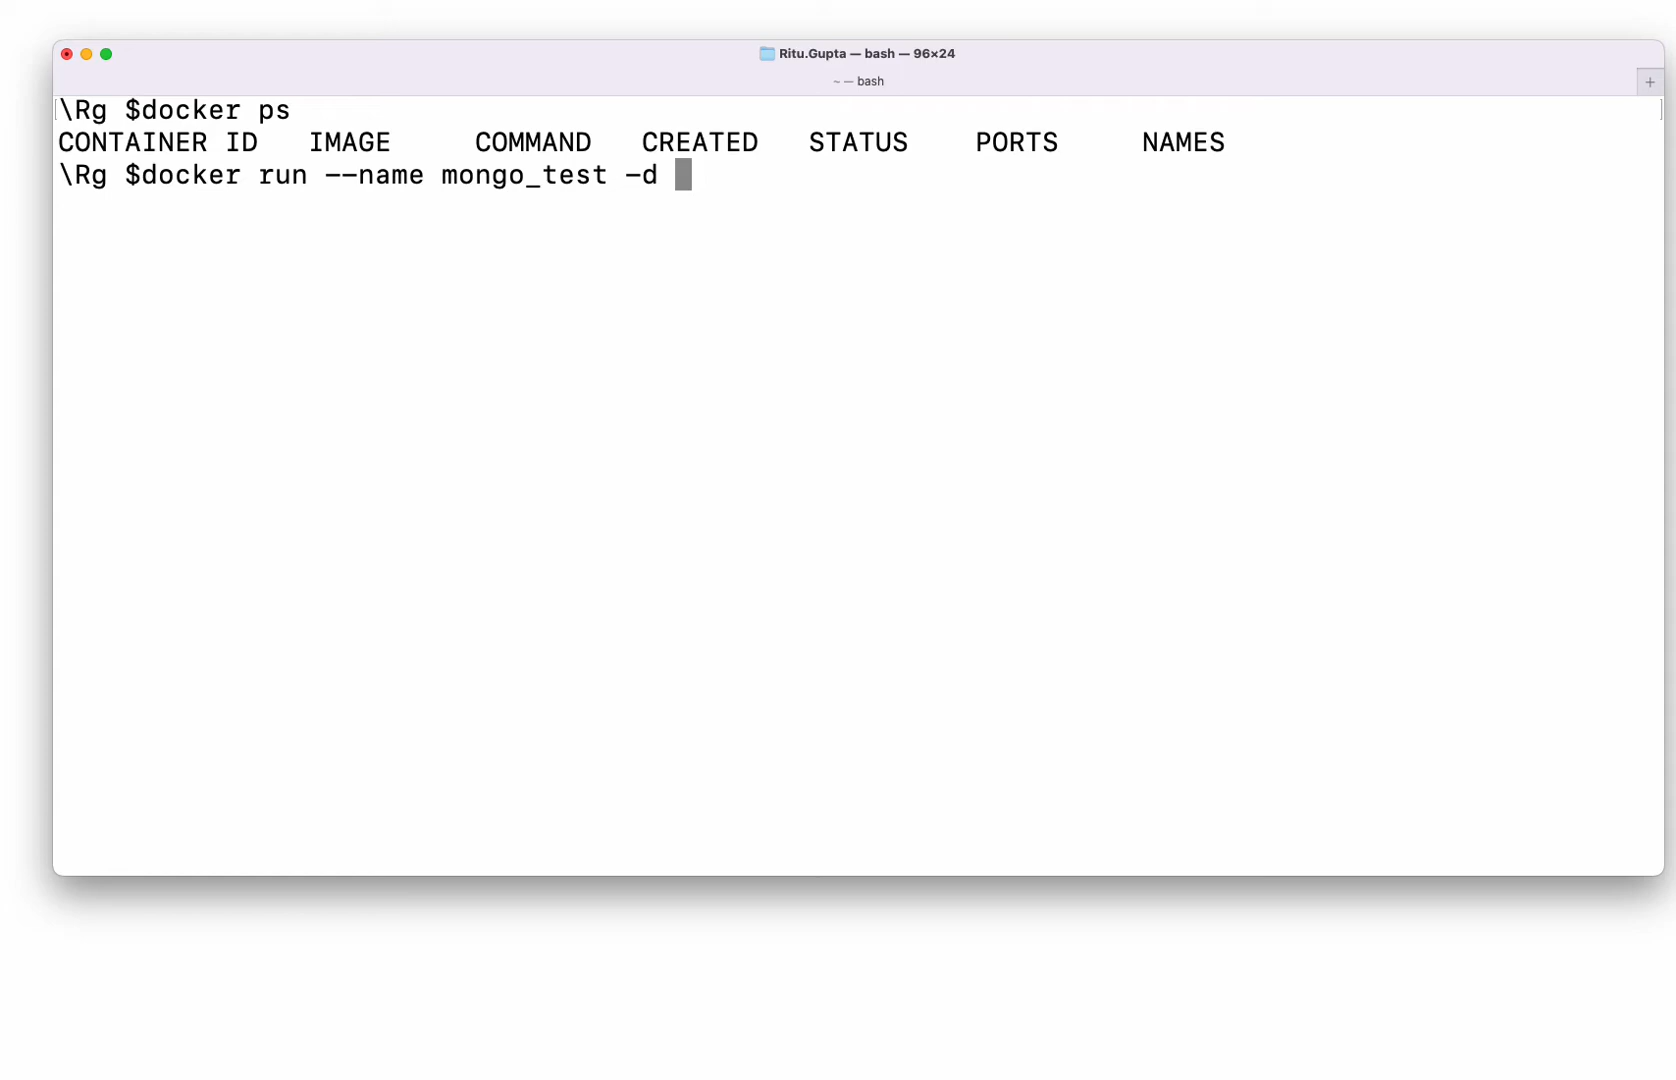 Ritu.Gupta — bash — 96×24
~ — bash
\Rg $docker ps
CONTAINER ID   IMAGE     COMMAND   CREATED   STATUS    PORTS     NAMES
\Rg $docker run --name mongo_test -d